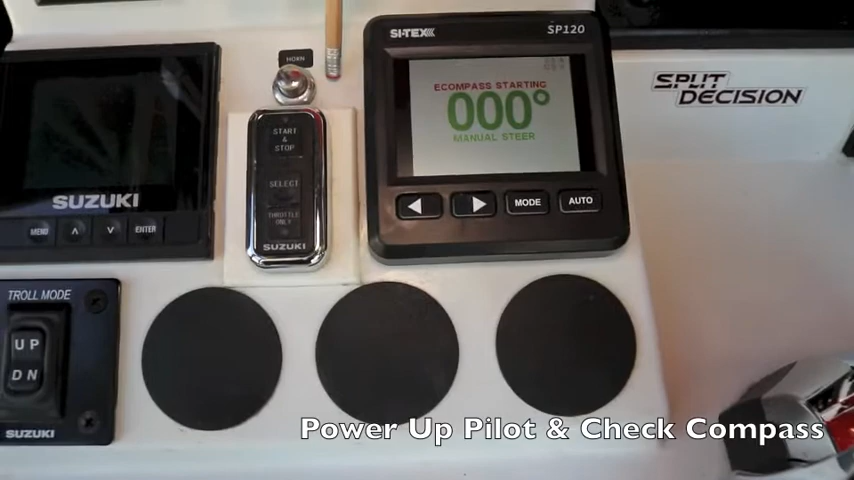 SUZUKI
MENU
ENTER
HORN
START
&
STOP
SELECT
THROTTLE
ONLY
SUZUKI
SI-TEX
SP120
ECOMPASS STARTING
000°
MANUAL STEER
MODE
AUTO
SPLIT
DECISION
TROLL MODE
UP
DN
SUZUKI
Power Up Pilot & Check Compass